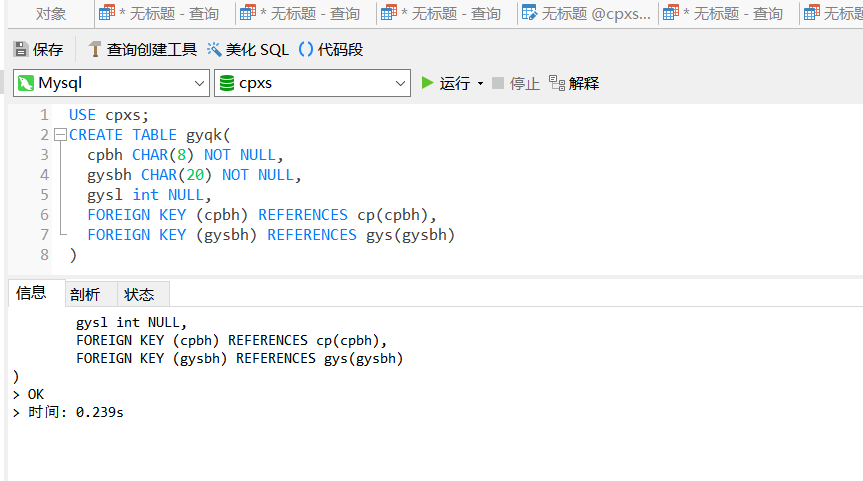 对象 * 无标题 - 查询 * 无标题 - 查询 * 无标题 - 查询 无标题 @cpxs... * 无标题 - 查询 无标题
保存 查询创建工具 美化 SQL () 代码段
Mysql cpxs 运行 停止 解释
1 USE cpxs;
2 CREATE TABLE gyqk(
3 cpbh CHAR(8) NOT NULL,
4 gysbh CHAR(20) NOT NULL,
5 gysl int NULL,
6 FOREIGN KEY (cpbh) REFERENCES cp(cpbh),
7 FOREIGN KEY (gysbh) REFERENCES gys(gysbh)
8 )
信息 剖析 状态
gysl int NULL,
FOREIGN KEY (cpbh) REFERENCES cp(cpbh),
FOREIGN KEY (gysbh) REFERENCES gys(gysbh)
)
> OK
> 时间: 0.239s